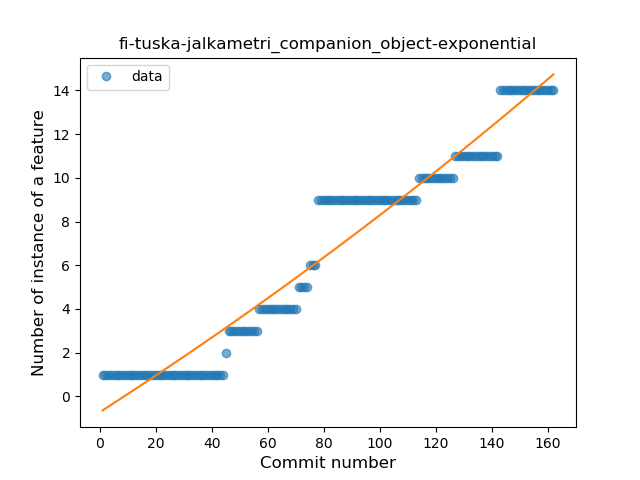 fi-tuska-jalkametri_companion_object-exponential
data
Number of instance of a feature
14
12
10
8
6
4
2
0
0 20 40 60 80 100 120 140 160
Commit number